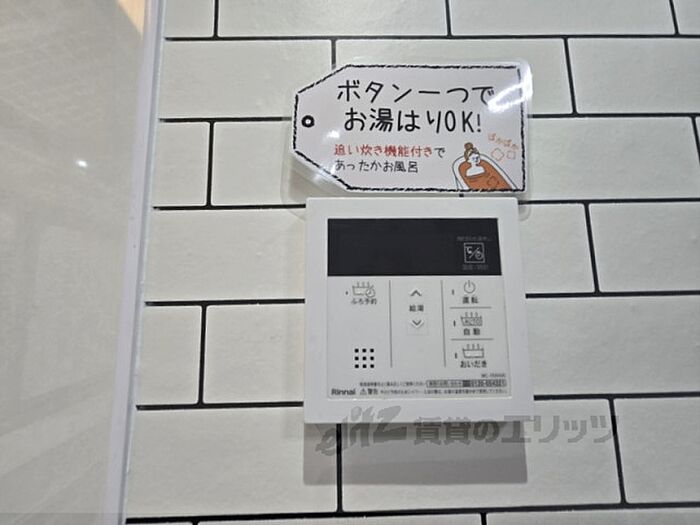 ボタン一つで
お湯はりOK!
追い炊き機能付きで
あったかお風呂
ぽかぽか
ふろ予約
給湯
運転
AUTO
自動
おいだき
Rinnai
elitz 賃貸のエリッツ